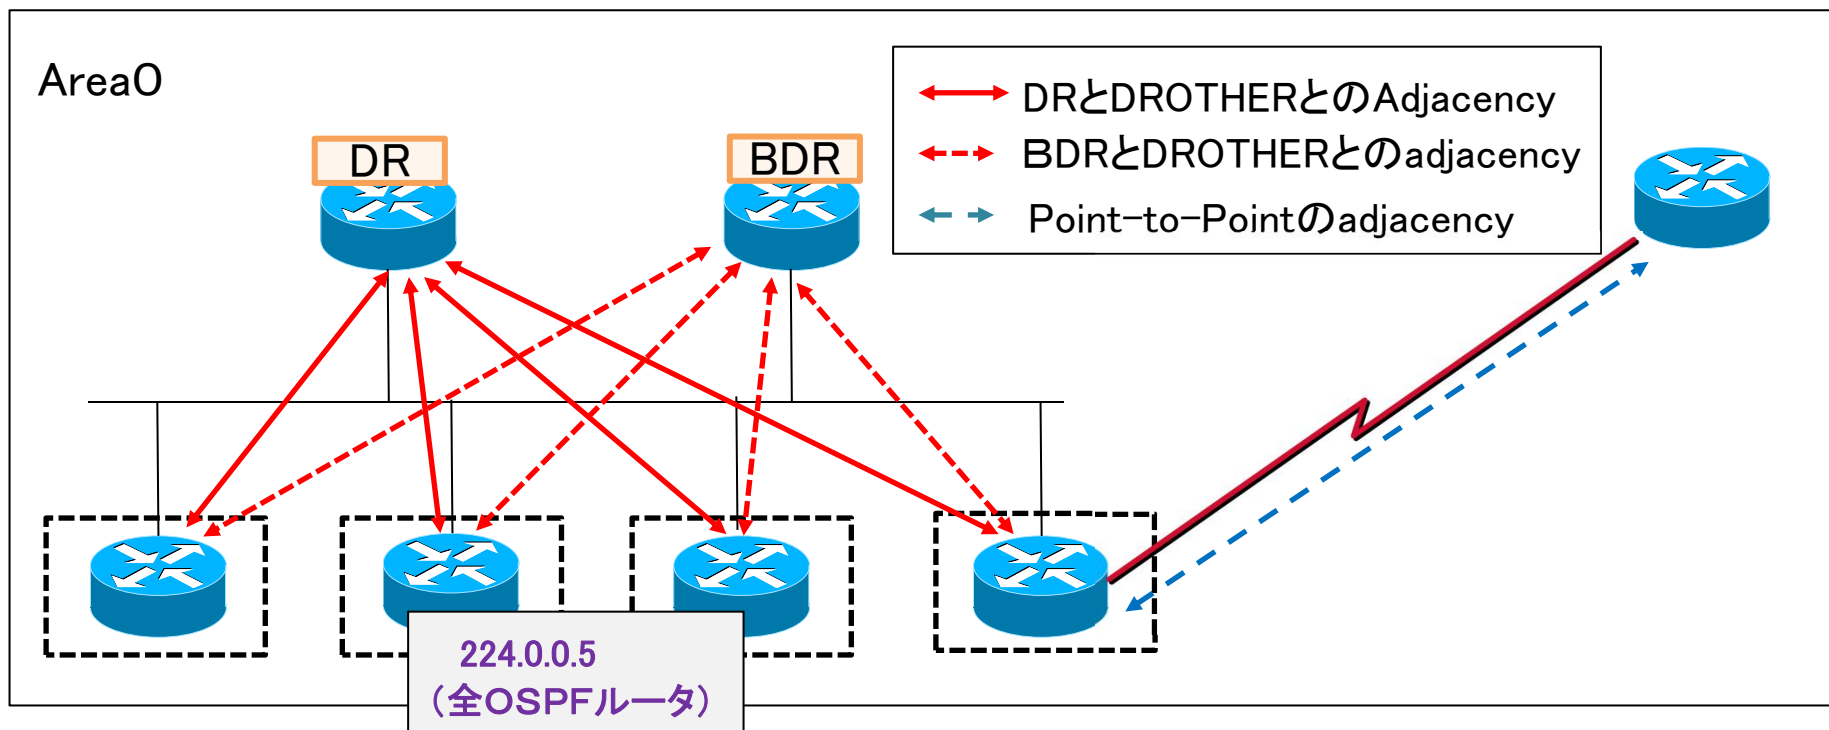 Area0
DR
BDR
DRとDROTHERとのAdjacency
BDRとDROTHERとのadjacency
Point-to-Pointのadjacency
224.0.0.5
(全OSPFルータ)